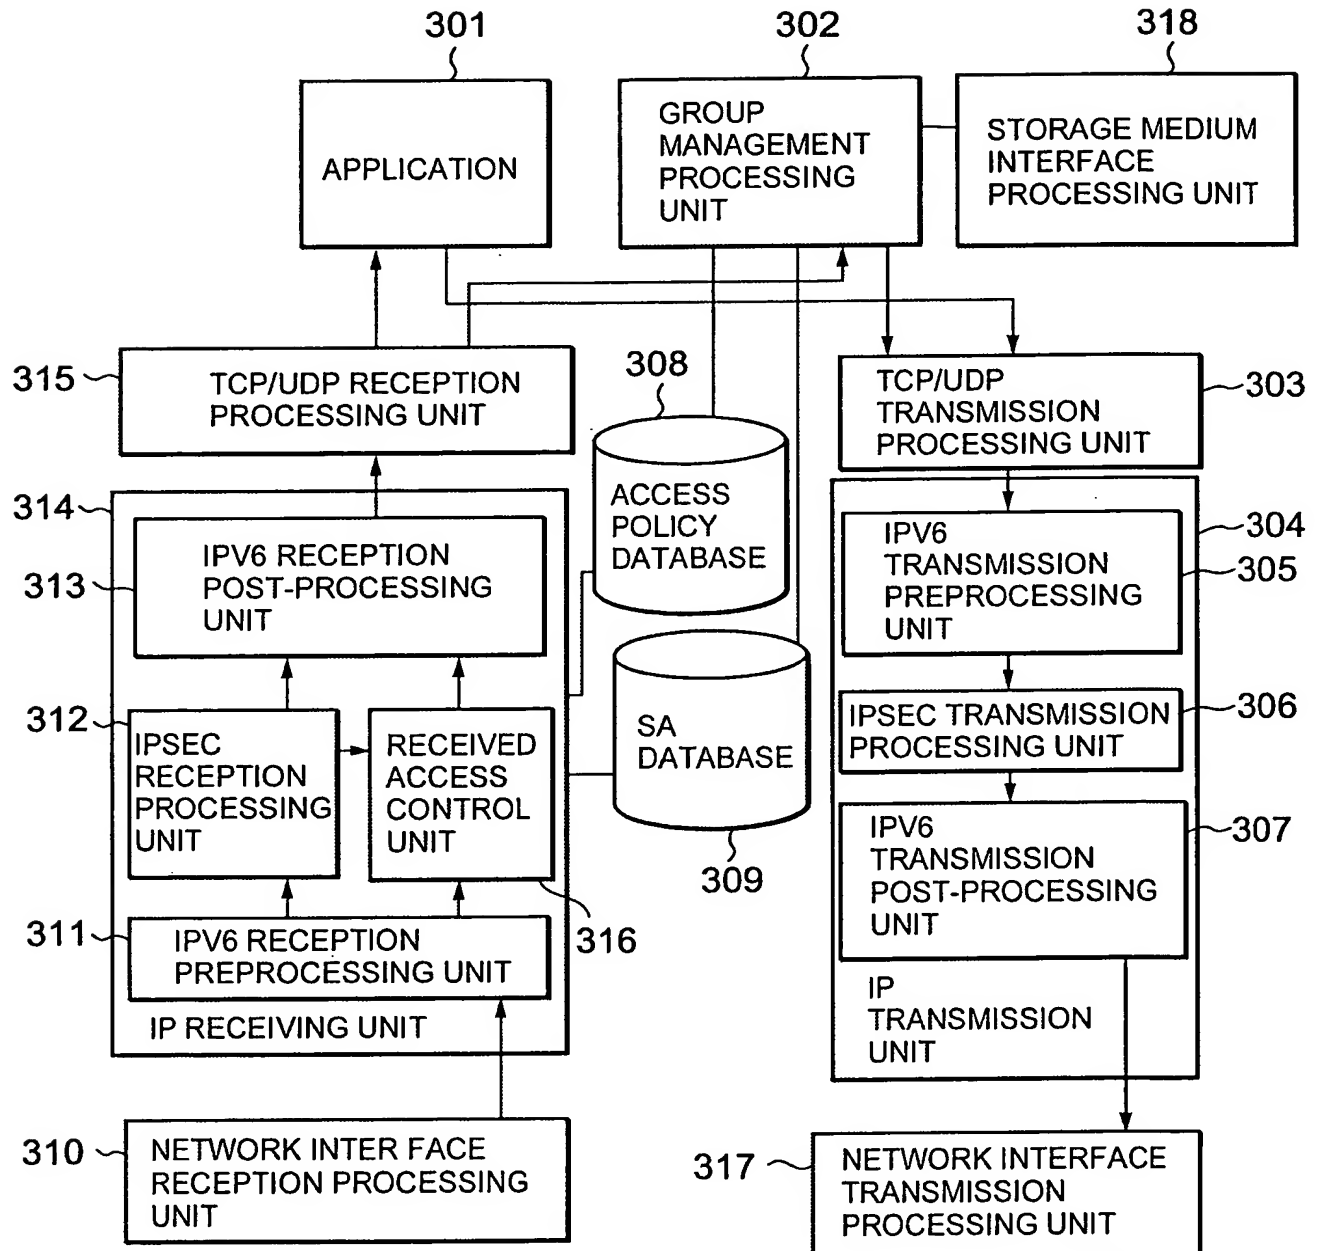 301
302
318
APPLICATION
GROUP
MANAGEMENT
PROCESSING
UNIT
STORAGE MEDIUM
INTERFACE
PROCESSING UNIT
315
TCP/UDP RECEPTION
PROCESSING UNIT
308
TCP/UDP
TRANSMISSION
PROCESSING UNIT
303
314
313
IPV6 RECEPTION
POST-PROCESSING
UNIT
ACCESS
POLICY
DATABASE
IPV6
TRANSMISSION
PREPROCESSING
UNIT
304
305
312
IPSEC
RECEPTION
PROCESSING
UNIT
RECEIVED
ACCESS
CONTROL
UNIT
SA
DATABASE
309
IPSEC TRANSMISSION
PROCESSING UNIT
306
IPV6
TRANSMISSION
POST-PROCESSING
UNIT
307
311
IPV6 RECEPTION
PREPROCESSING UNIT
316
IP RECEIVING UNIT
IP
TRANSMISSION
UNIT
310
NETWORK INTER FACE
RECEPTION PROCESSING
UNIT
317
NETWORK INTERFACE
TRANSMISSION
PROCESSING UNIT